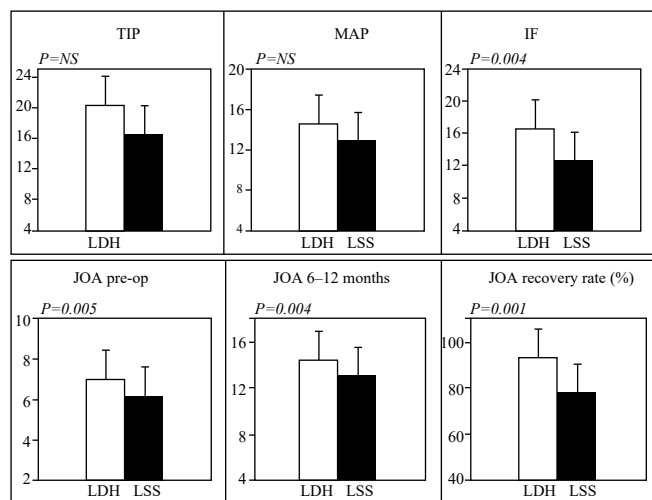 TIP
P=NS
24
20
16
12
8
4
LDH
MAP
P=NS
20
16
12
8
4
LDH LSS
IF
P=0.004
24
20
16
12
8
4
LDH LSS
JOA pre-op
P=0.005
10
8
6
4
2
LDH LSS
JOA 6–12 months
P=0.004
16
12
8
4
LDH LSS
JOA recovery rate (%)
P=0.001
100
80
60
40
LDH LSS